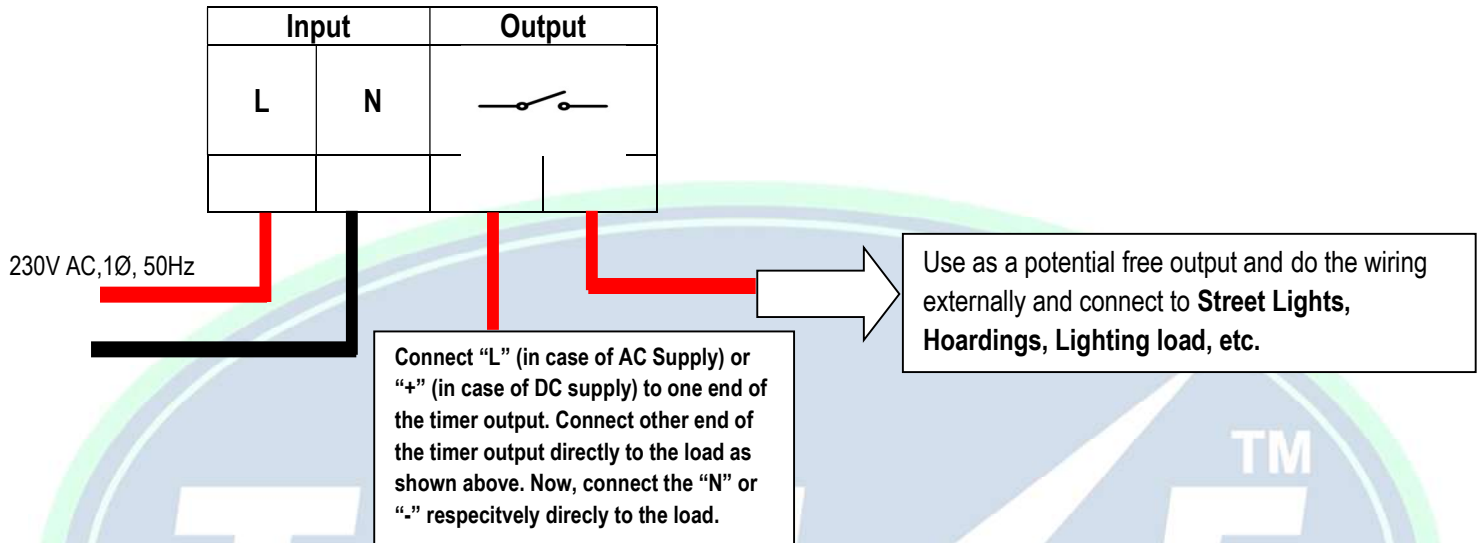 Input Output
L N
230V AC,1Ø, 50Hz
Use as a potential free output and do the wiring
externally and connect to Street Lights,
Hoardings, Lighting load, etc.
Connect “L” (in case of AC Supply) or
“+” (in case of DC supply) to one end of
the timer output. Connect other end of
the timer output directly to the load as
shown above. Now, connect the “N” or
“-” respecitvely direcly to the load.
TM